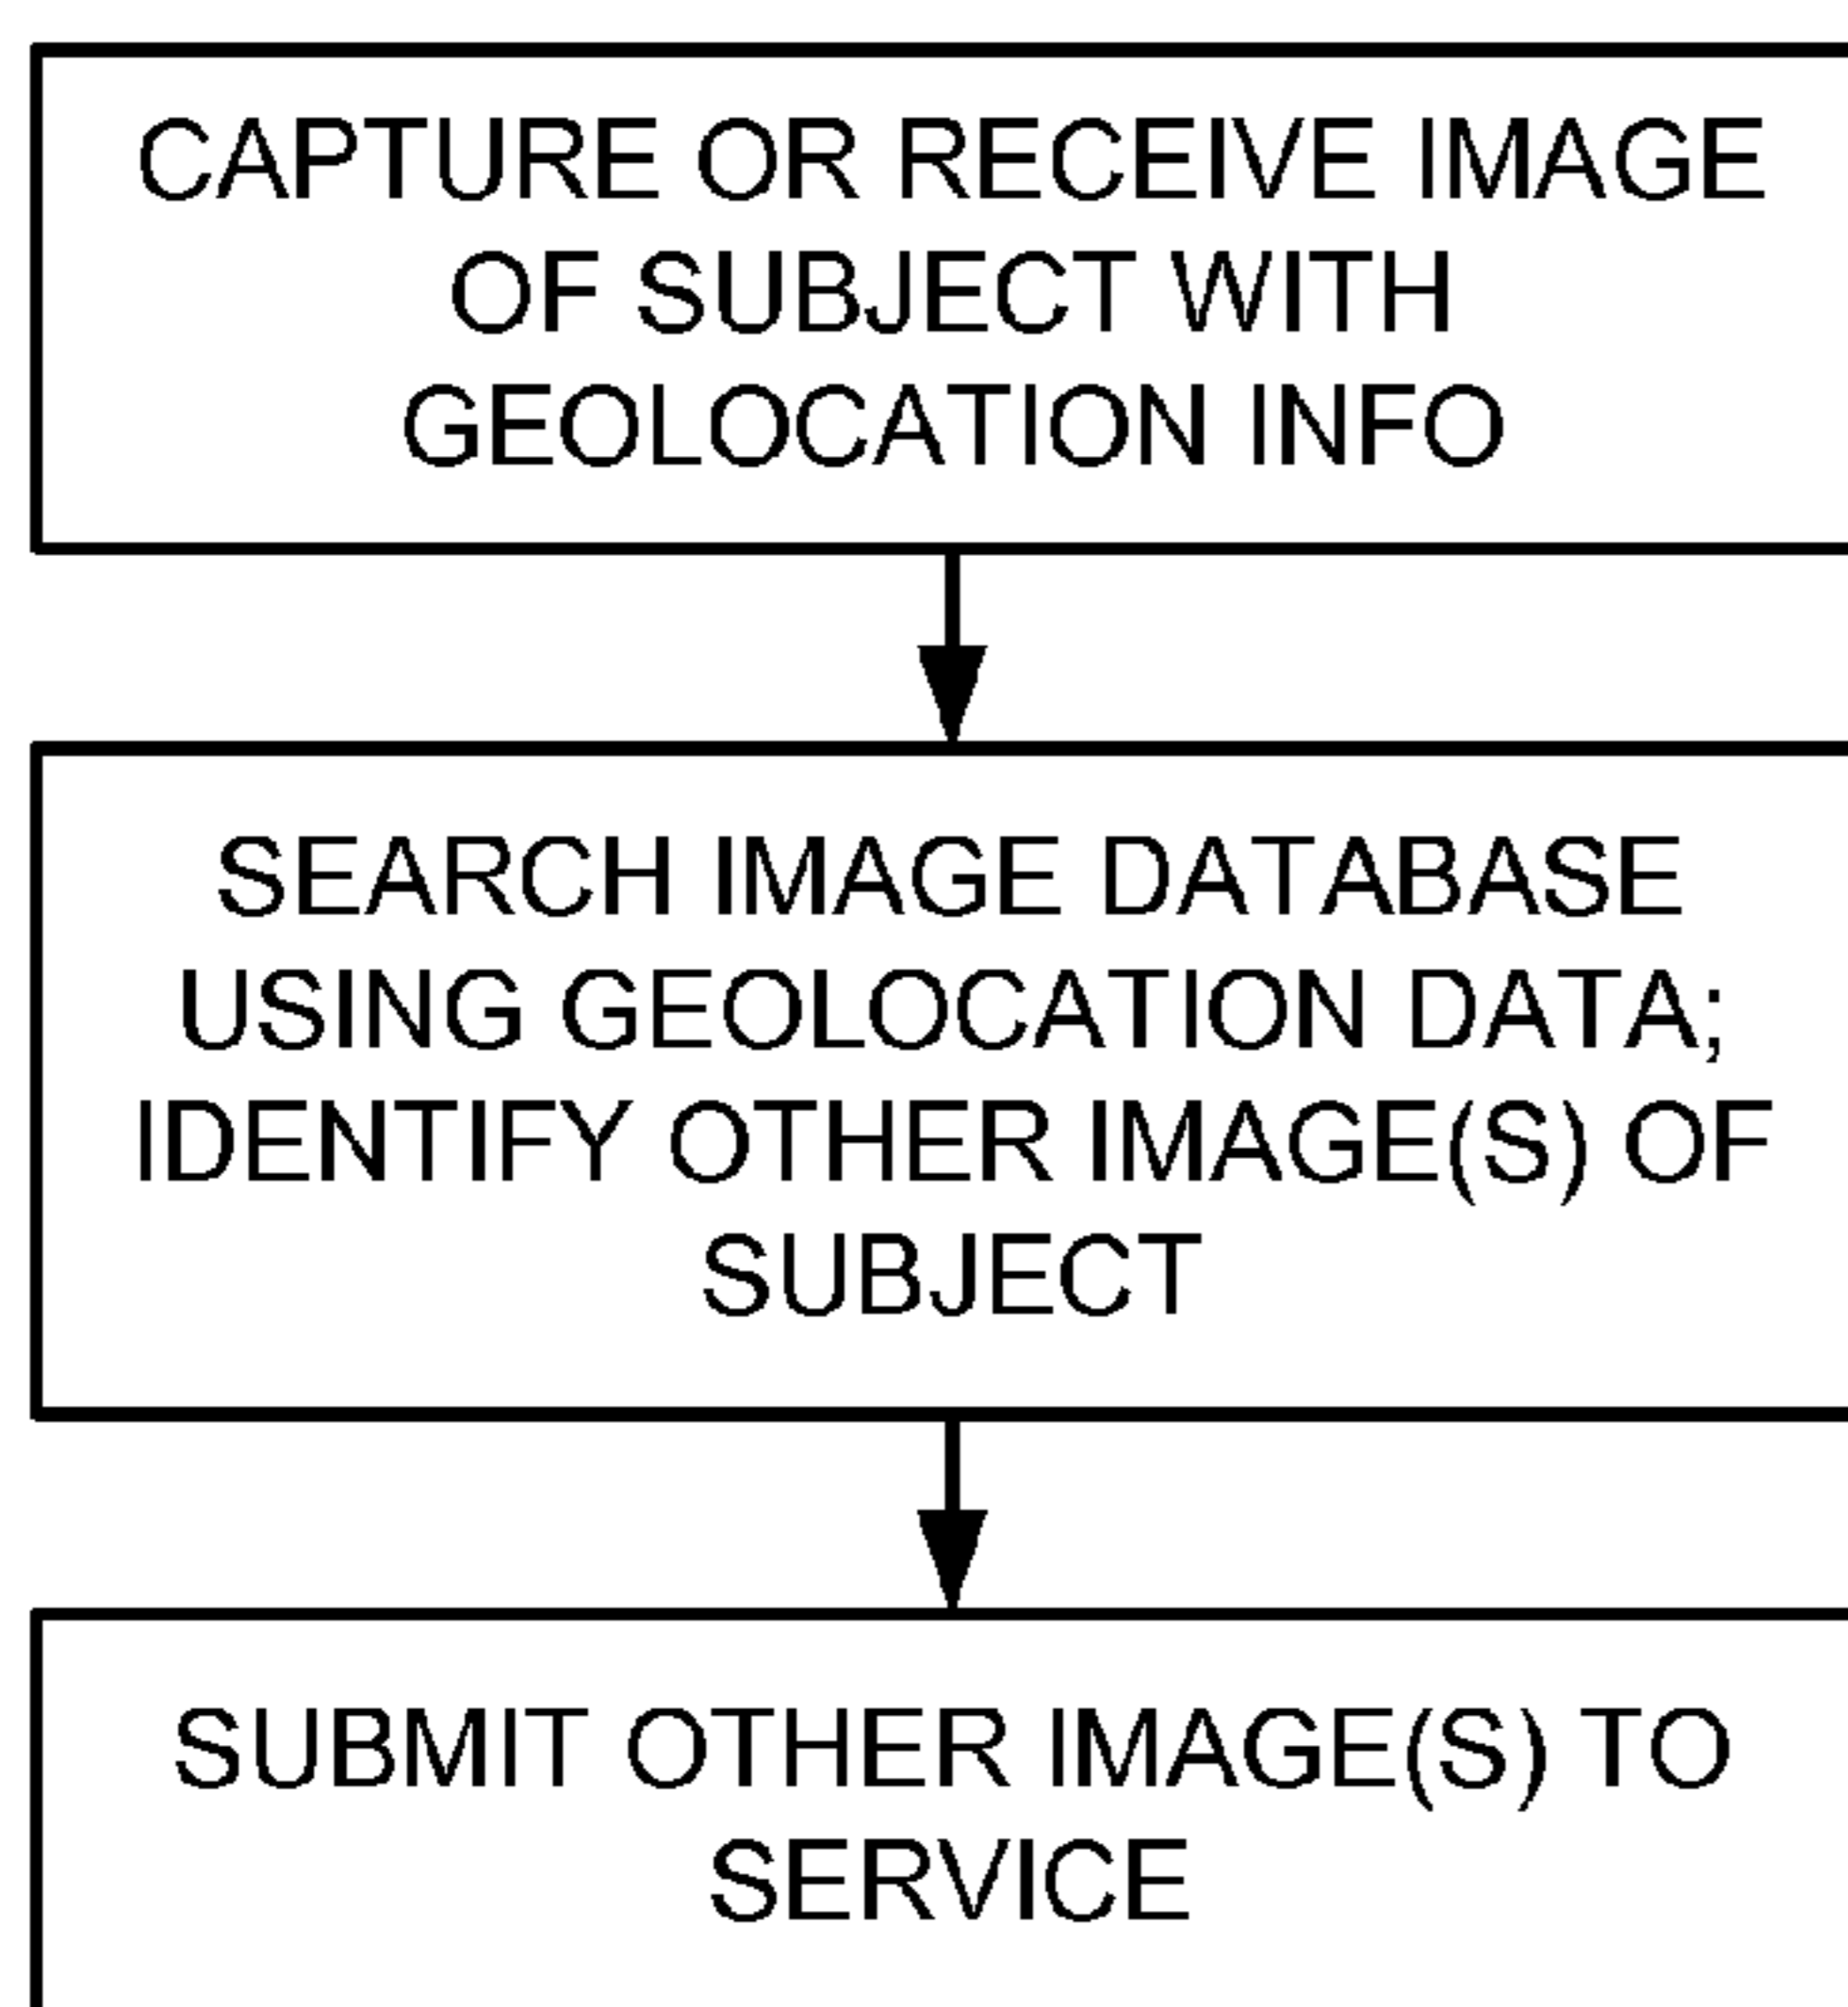 CAPTURE OR RECEIVE IMAGE
OF SUBJECT WITH
GEOLOCATION INFO
SEARCH IMAGE DATABASE
USING GEOLOCATION DATA;
IDENTIFY OTHER IMAGE(S) OF
SUBJECT
SUBMIT OTHER IMAGE(S) TO
SERVICE